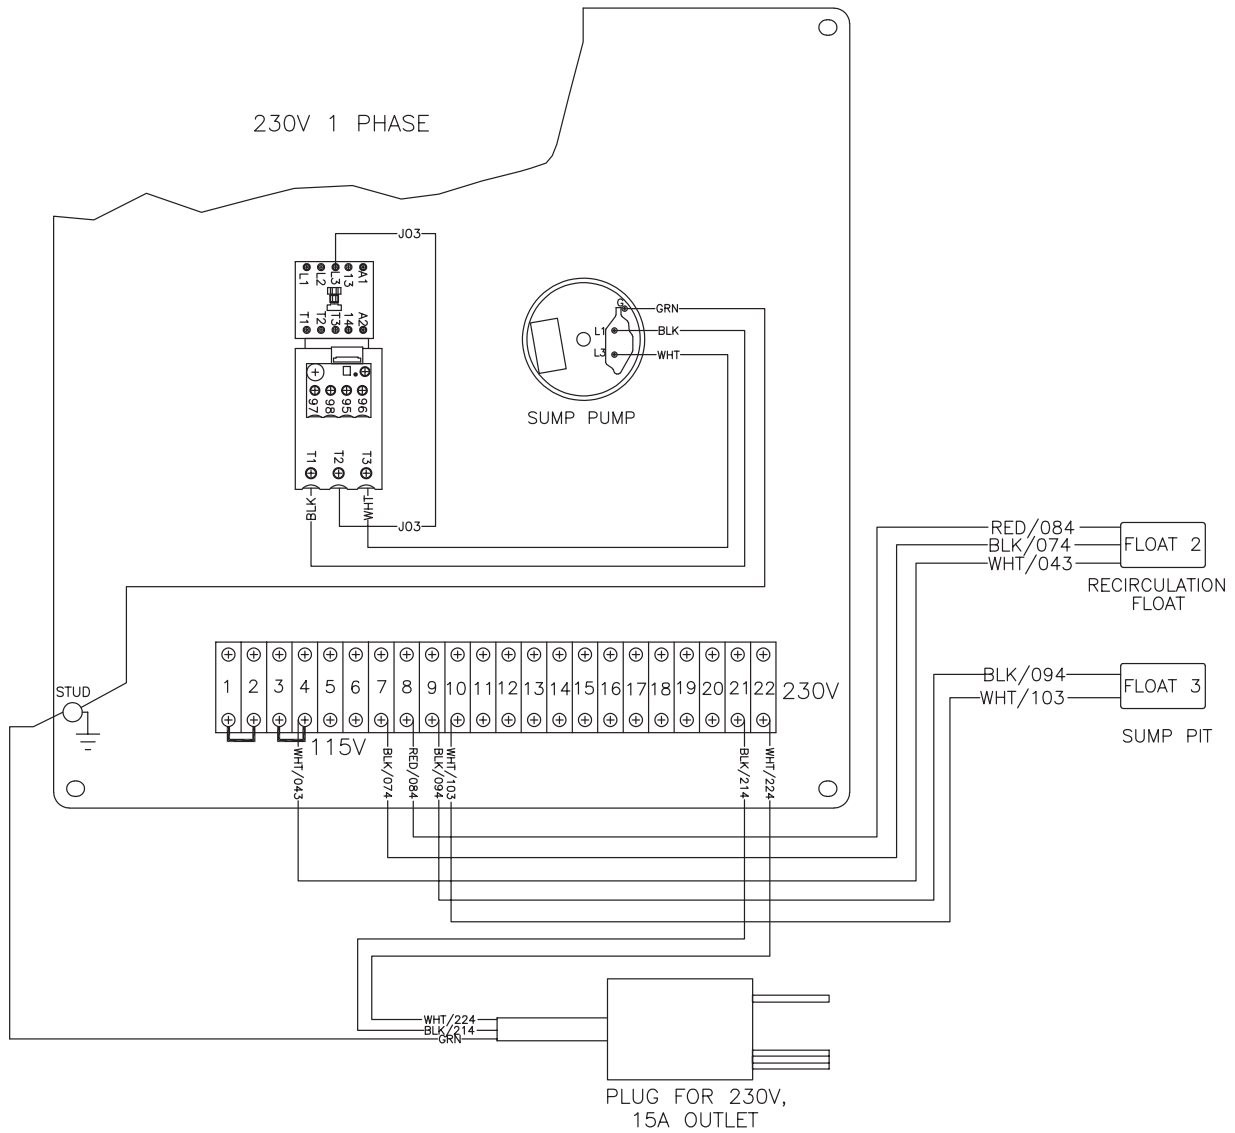 230V 1 PHASE
J03
L1 L2 L3 13 A1
T1 T2 T3 14 A2
97 98 95 96
T1 T2 T3
BLK
WHT
J03
G
GRN
L1
BLK
L3
WHT
SUMP PUMP
RED/084
BLK/074
WHT/043
FLOAT 2
RECIRCULATION
FLOAT
BLK/094
WHT/103
FLOAT 3
SUMP PIT
STUD
1 2 3 4 5 6 7 8 9 10 11 12 13 14 15 16 17 18 19 20 21 22
230V
115V
WHT/043
BLK/074
RED/084
BLK/094
WHT/103
BLK/214
WHT/224
WHT/224
BLK/214
GRN
PLUG FOR 230V,
15A OUTLET